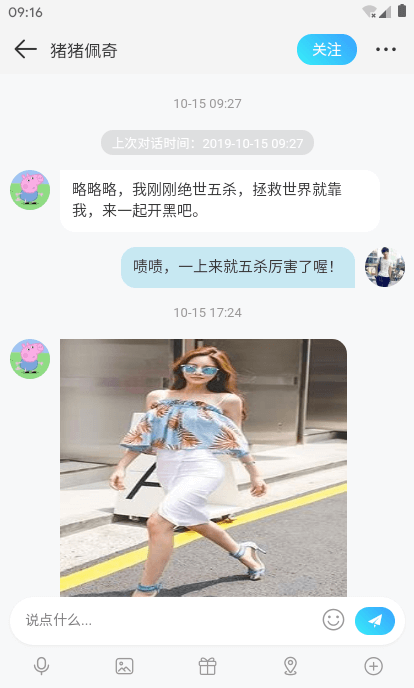 09:16
猪猪佩奇
关注
10-15 09:27
上次对话时间：2019-10-15 09:27
略略略，我刚刚绝世五杀，拯救世界就靠
我，来一起开黑吧。
啧啧，一上来就五杀厉害了喔！
10-15 17:24
A
说点什么...